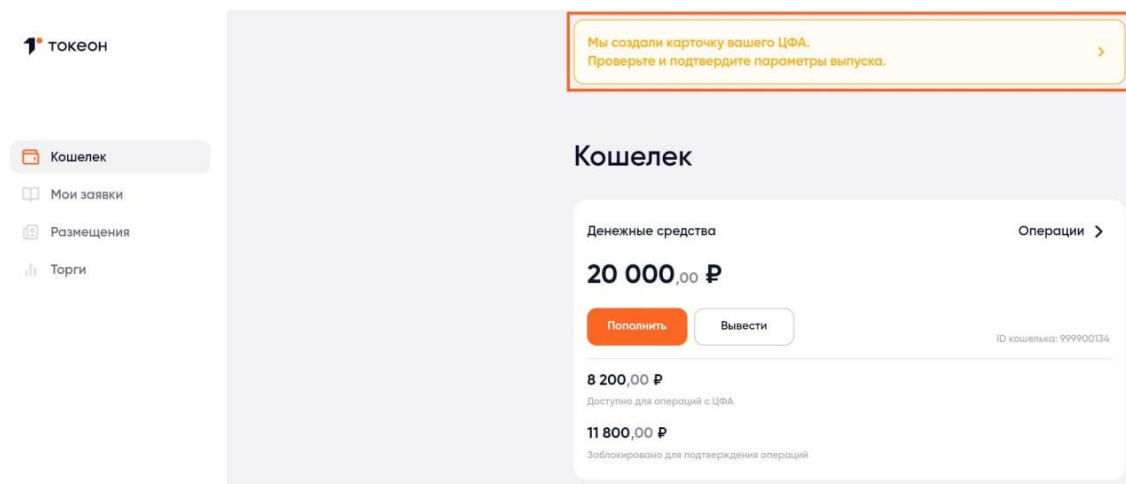 токеон
Мы создали карточку вашего ЦФА.
Проверьте и подтвердите параметры выпуска.
Кошелек
Мои заявки
Размещения
Торги
Кошелек
Денежные средства
Операции
20 000,00 ₽
Пополнить
Вывести
ID кошелька: 999900134
8 200,00 ₽
Доступно для операций с ЦФА
11 800,00 ₽
Заблокировано для подтверждения операций